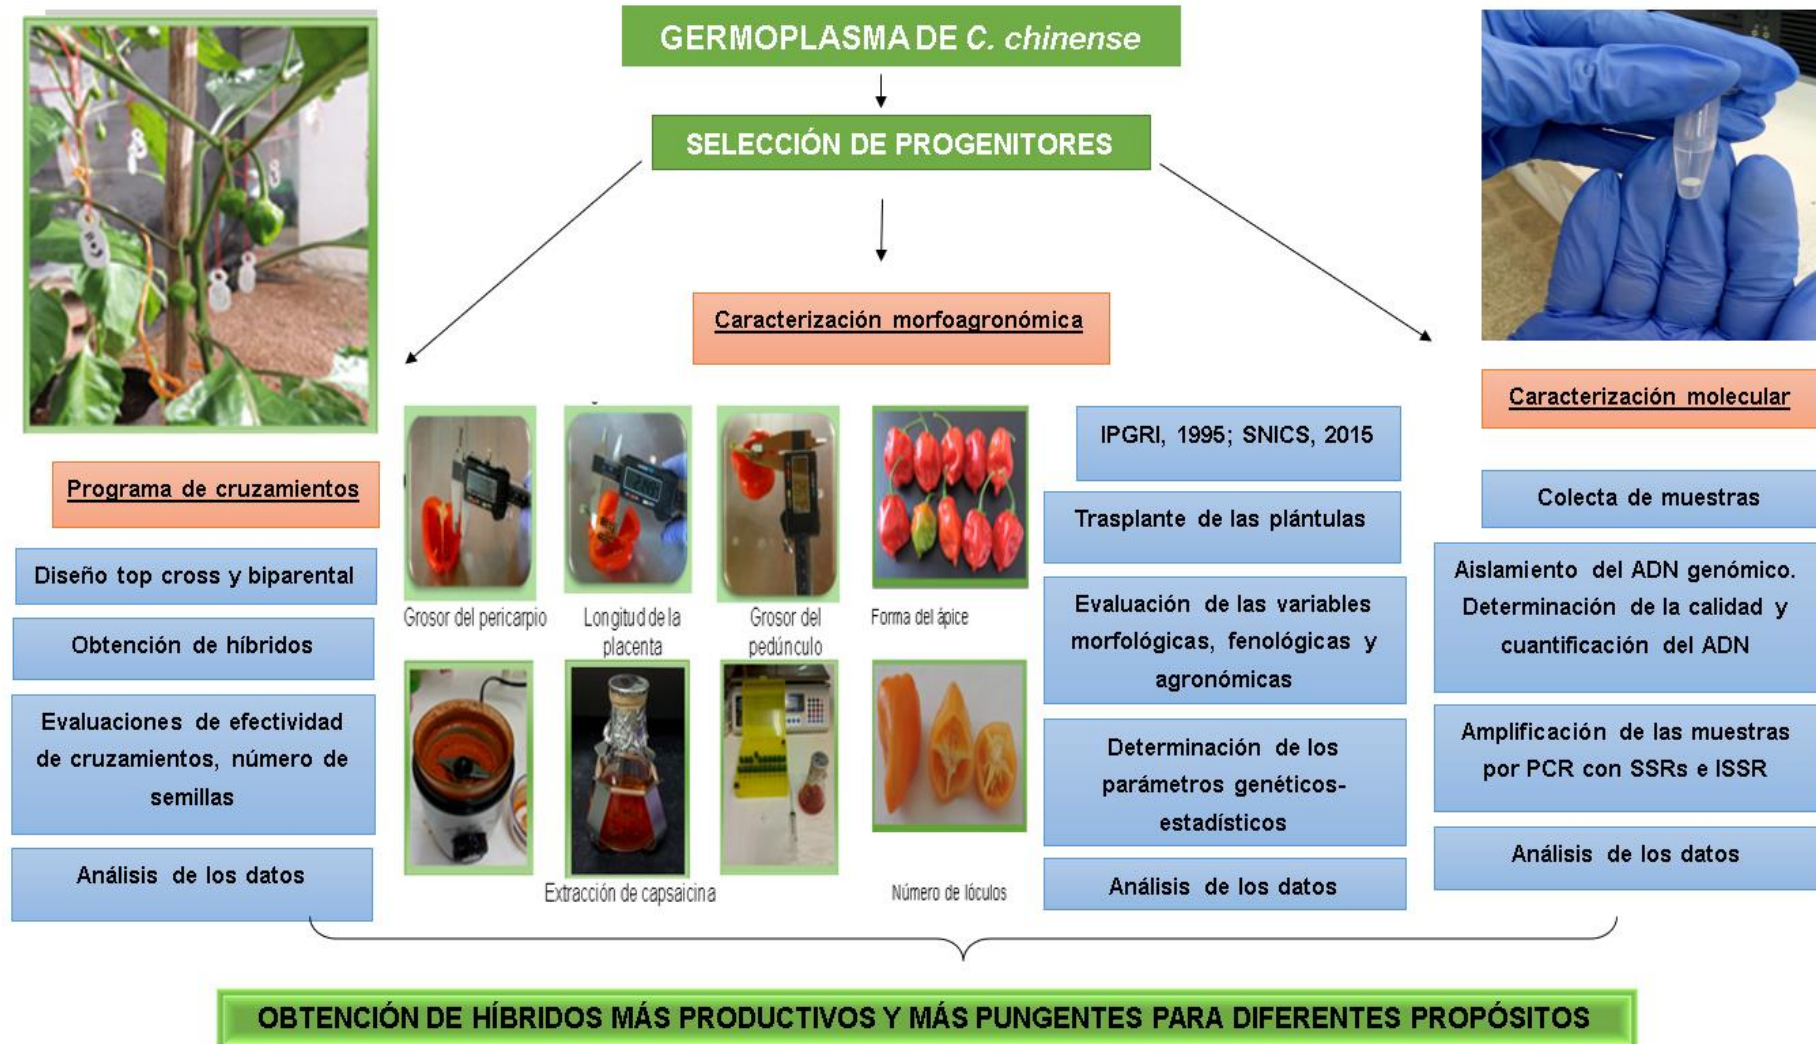 GERMOPLASMA DE C. chinense
SELECCIÓN DE PROGENITORES
Programa de cruzamientos
Diseño top cross y biparental
Obtención de híbridos
Evaluaciones de efectividad
de cruzamientos, número de
semillas
Análisis de los datos
Caracterización morfoagronómica
Grosor del pericarpio
Longitud de la
placenta
Grosor del
pedúnculo
Forma del ápice
Extracción de capsaicina
Número de lóculos
IPGRI, 1995; SNICS, 2015
Trasplante de las plántulas
Evaluación de las variables
morfológicas, fenológicas y
agronómicas
Determinación de los
parámetros genéticos-
estadísticos
Análisis de los datos
Caracterización molecular
Colecta de muestras
Aislamiento del ADN genómico.
Determinación de la calidad y
cuantificación del ADN
Amplificación de las muestras
por PCR con SSRs e ISSR
Análisis de los datos
OBTENCIÓN DE HÍBRIDOS MÁS PRODUCTIVOS Y MÁS PUNGENTES PARA DIFERENTES PROPÓSITOS